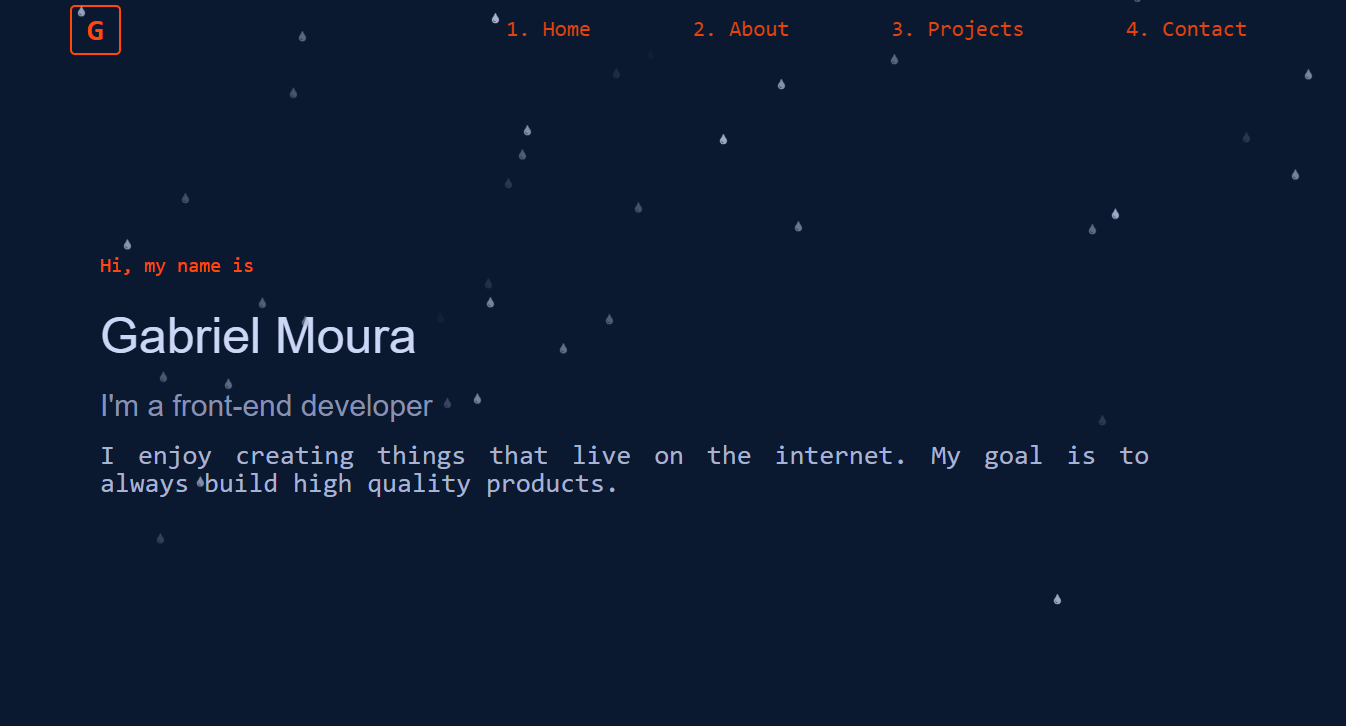 G
1. Home 2. About 3. Projects 4. Contact
Hi, my name is
Gabriel Moura
I'm a front-end developer
I enjoy creating things that live on the internet. My goal is to
always build high quality products.